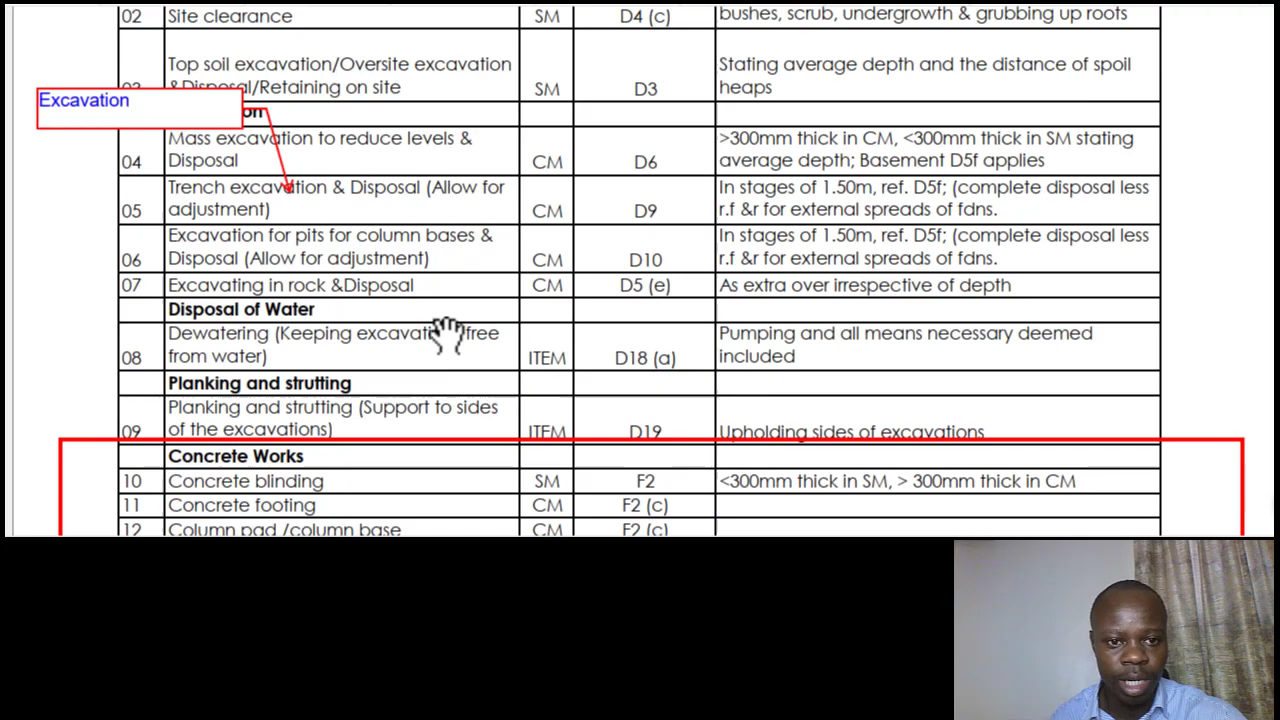 02 Site clearance SM D4 (c) bushes, scrub, undergrowth & grubbing up roots
Top soil excavation/Oversite excavation Stating average depth and the distance of spoil
03 &Disposal/Retaining on site SM D3 heaps
Excavation
on
Mass excavation to reduce levels & >300mm thick in CM, <300mm thick in SM stating
04 Disposal CM D6 average depth; Basement D5f applies
Trench excavation & Disposal (Allow for In stages of 1.50m, ref. D5f; (complete disposal less
05 adjustment) CM D9 r.f &r for external spreads of fdns.
Excavation for pits for column bases & In stages of 1.50m, ref. D5f; (complete disposal less
06 Disposal (Allow for adjustment) CM D10 r.f &r for external spreads of fdns.
07 Excavating in rock &Disposal CM D5 (e) As extra over irrespective of depth
Disposal of Water
Dewatering (Keeping excavati free Pumping and all means necessary deemed
08 from water) ITEM D18 (a) included
Planking and strutting
Planking and strutting (Support to sides
09 of the excavations) ITEM D19 Upholding sides of excavations
Concrete Works
10 Concrete blinding SM F2 <300mm thick in SM, > 300mm thick in CM
11 Concrete footing CM F2 (c)
12 Column pad /column base CM F2 (c)